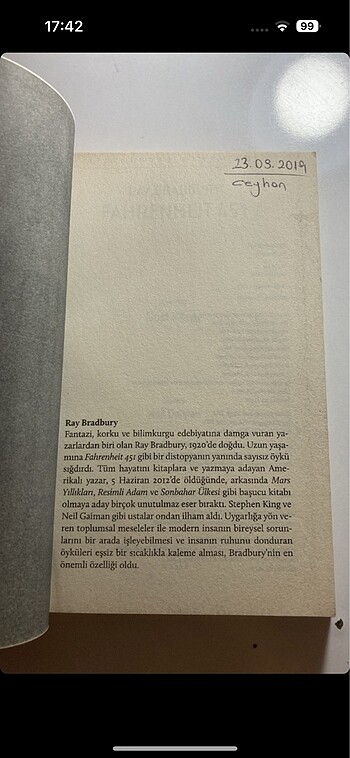 17:42
99
23.08.2019
Ceyhan
FAHRENHEIT 451
Ray Bradbury
Fantazi, korku ve bilimkurgu edebiyatına damga vuran ya-
zarlardan biri olan Ray Bradbury, 1920'de doğdu. Uzun yaşa-
mına Fahrenheit 451 gibi bir distopyanın yanında sayısız öykü
sığdırdı. Tüm hayatını kitaplara ve yazmaya adayan Ame-
rikalı yazar, 5 Haziran 2012'de öldüğünde, arkasında Mars
Yıllıkları, Resimli Adam ve Sonbahar Ülkesi gibi başucu kitabı
olmaya aday birçok unutulmaz eser bıraktı. Stephen King ve
Neil Gaiman gibi ustalar ondan ilham aldı. Uygarlığa yön ve-
ren toplumsal meseleler ile modern insanın bireysel sorun-
larını bir arada işleyebilmesi ve insanın ruhunu donduran
öyküleri eşsiz bir sıcaklıkla kaleme alması, Bradbury'nin en
önemli özelliği oldu.